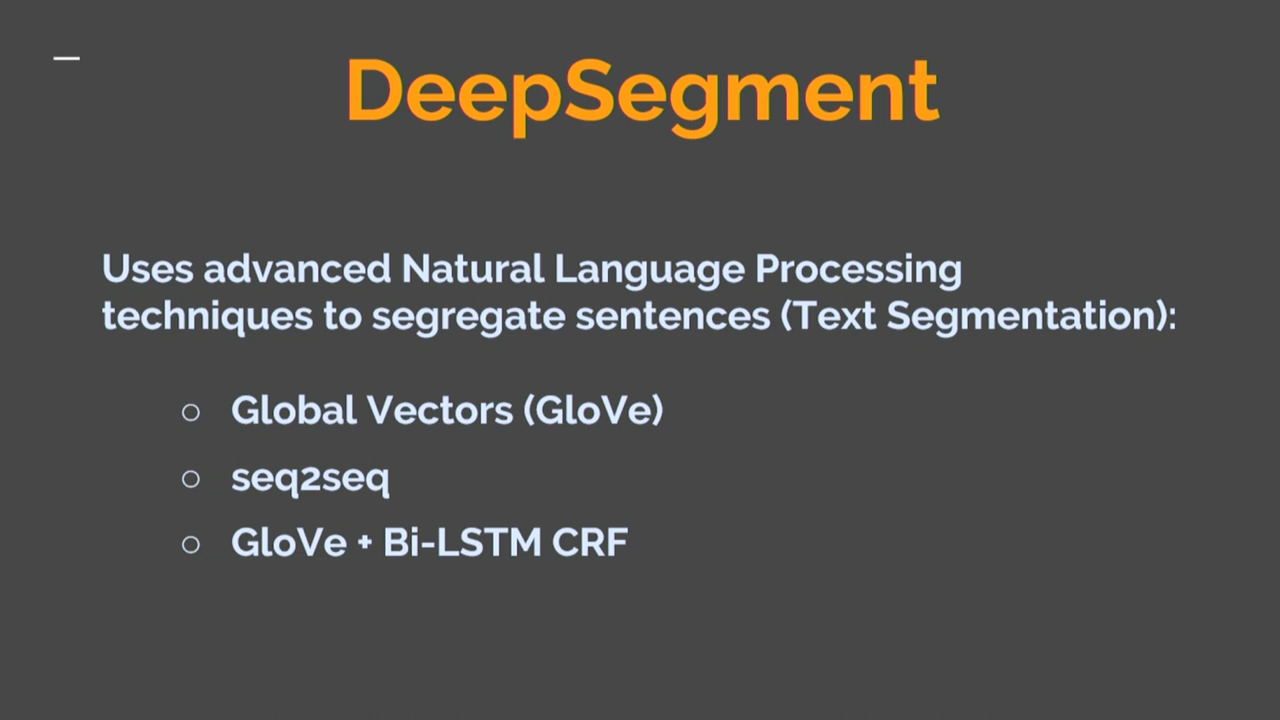 DeepSegment
Uses advanced Natural Language Processing
techniques to segregate sentences (Text Segmentation):
○ Global Vectors (GloVe)
○ seq2seq
○ GloVe + Bi-LSTM CRF